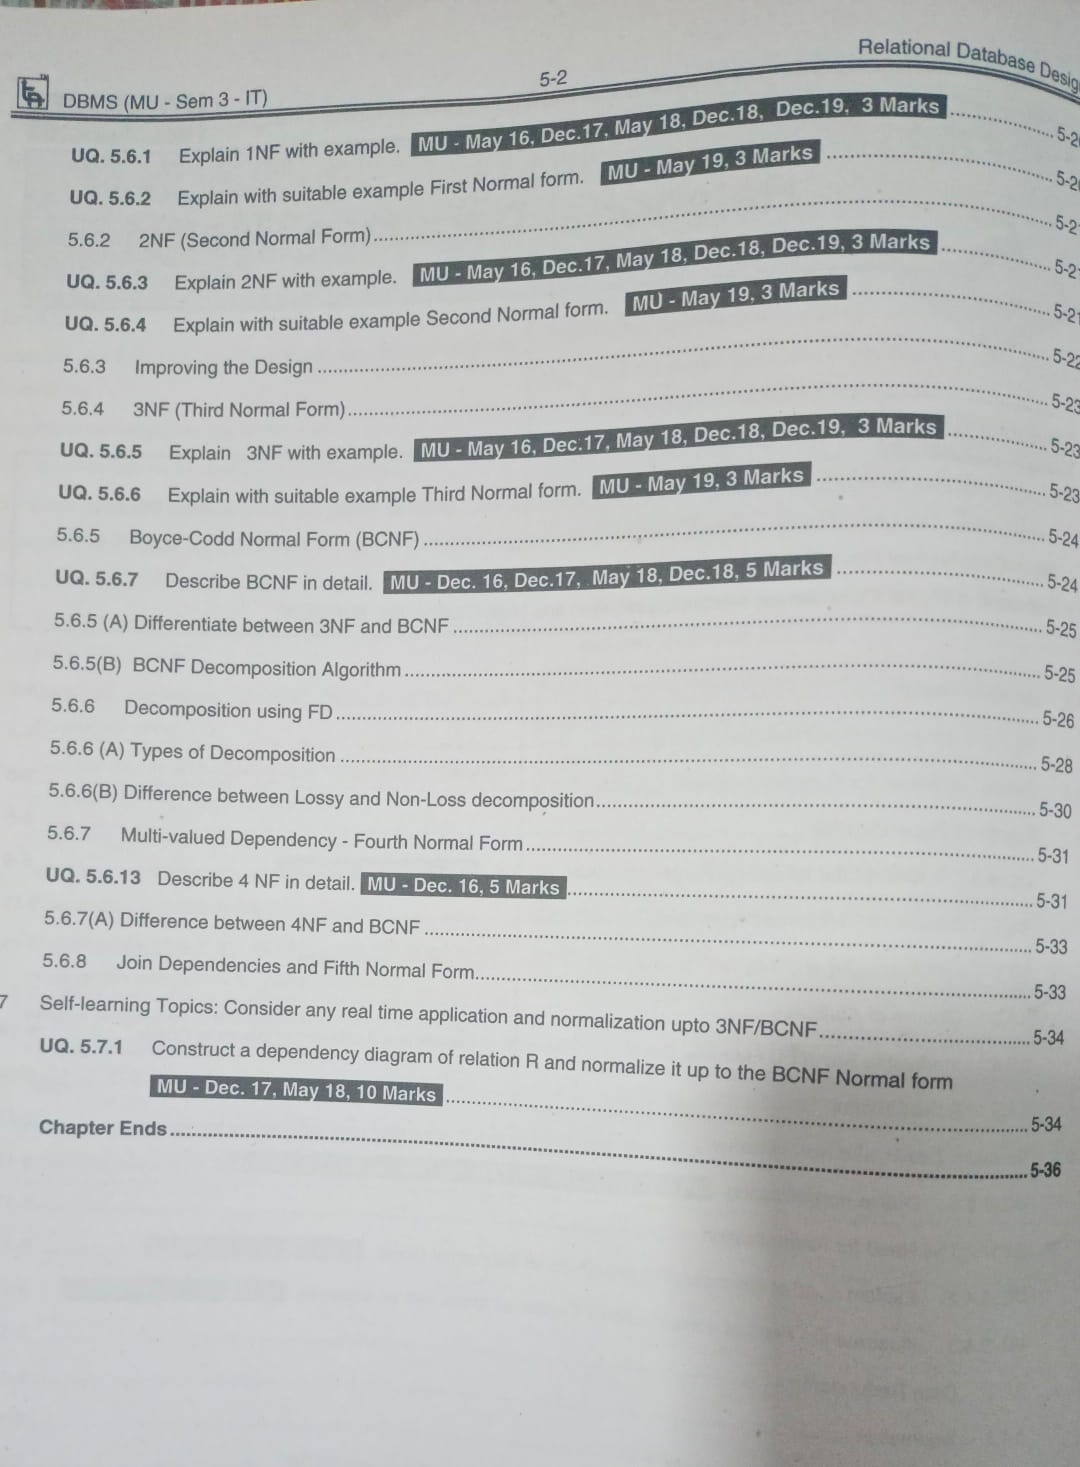 Relational Database Desig
5-2
DBMS (MU - Sem 3 - IT)
UQ. 5.6.1 Explain 1NF with example. MU - May 16, Dec.17, May 18, Dec.18, Dec.19, 3 Marks ..... 5-2
UQ. 5.6.2 Explain with suitable example First Normal form. MU - May 19, 3 Marks ..... 5-2
5.6.2 2NF (Second Normal Form) ..... 5-2
UQ. 5.6.3 Explain 2NF with example. MU - May 16, Dec.17, May 18, Dec.18, Dec.19, 3 Marks ..... 5-2
UQ. 5.6.4 Explain with suitable example Second Normal form. MU - May 19, 3 Marks ..... 5-21
5.6.3 Improving the Design ..... 5-22
5.6.4 3NF (Third Normal Form) ..... 5-23
UQ. 5.6.5 Explain 3NF with example. MU - May 16, Dec.17, May 18, Dec.18, Dec.19, 3 Marks ..... 5-23
UQ. 5.6.6 Explain with suitable example Third Normal form. MU - May 19, 3 Marks ..... 5-23
5.6.5 Boyce-Codd Normal Form (BCNF) ..... 5-24
UQ. 5.6.7 Describe BCNF in detail. MU - Dec. 16, Dec.17, May 18, Dec.18, 5 Marks ..... 5-24
5.6.5 (A) Differentiate between 3NF and BCNF ..... 5-25
5.6.5(B) BCNF Decomposition Algorithm ..... 5-25
5.6.6 Decomposition using FD ..... 5-26
5.6.6 (A) Types of Decomposition ..... 5-28
5.6.6(B) Difference between Lossy and Non-Loss decomposition ..... 5-30
5.6.7 Multi-valued Dependency - Fourth Normal Form ..... 5-31
UQ. 5.6.13 Describe 4 NF in detail. MU - Dec. 16, 5 Marks ..... 5-31
5.6.7(A) Difference between 4NF and BCNF ..... 5-33
5.6.8 Join Dependencies and Fifth Normal Form ..... 5-33
7 Self-learning Topics: Consider any real time application and normalization upto 3NF/BCNF ..... 5-34
UQ. 5.7.1 Construct a dependency diagram of relation R and normalize it up to the BCNF Normal form
MU - Dec. 17, May 18, 10 Marks ..... 5-34
Chapter Ends ..... 5-36